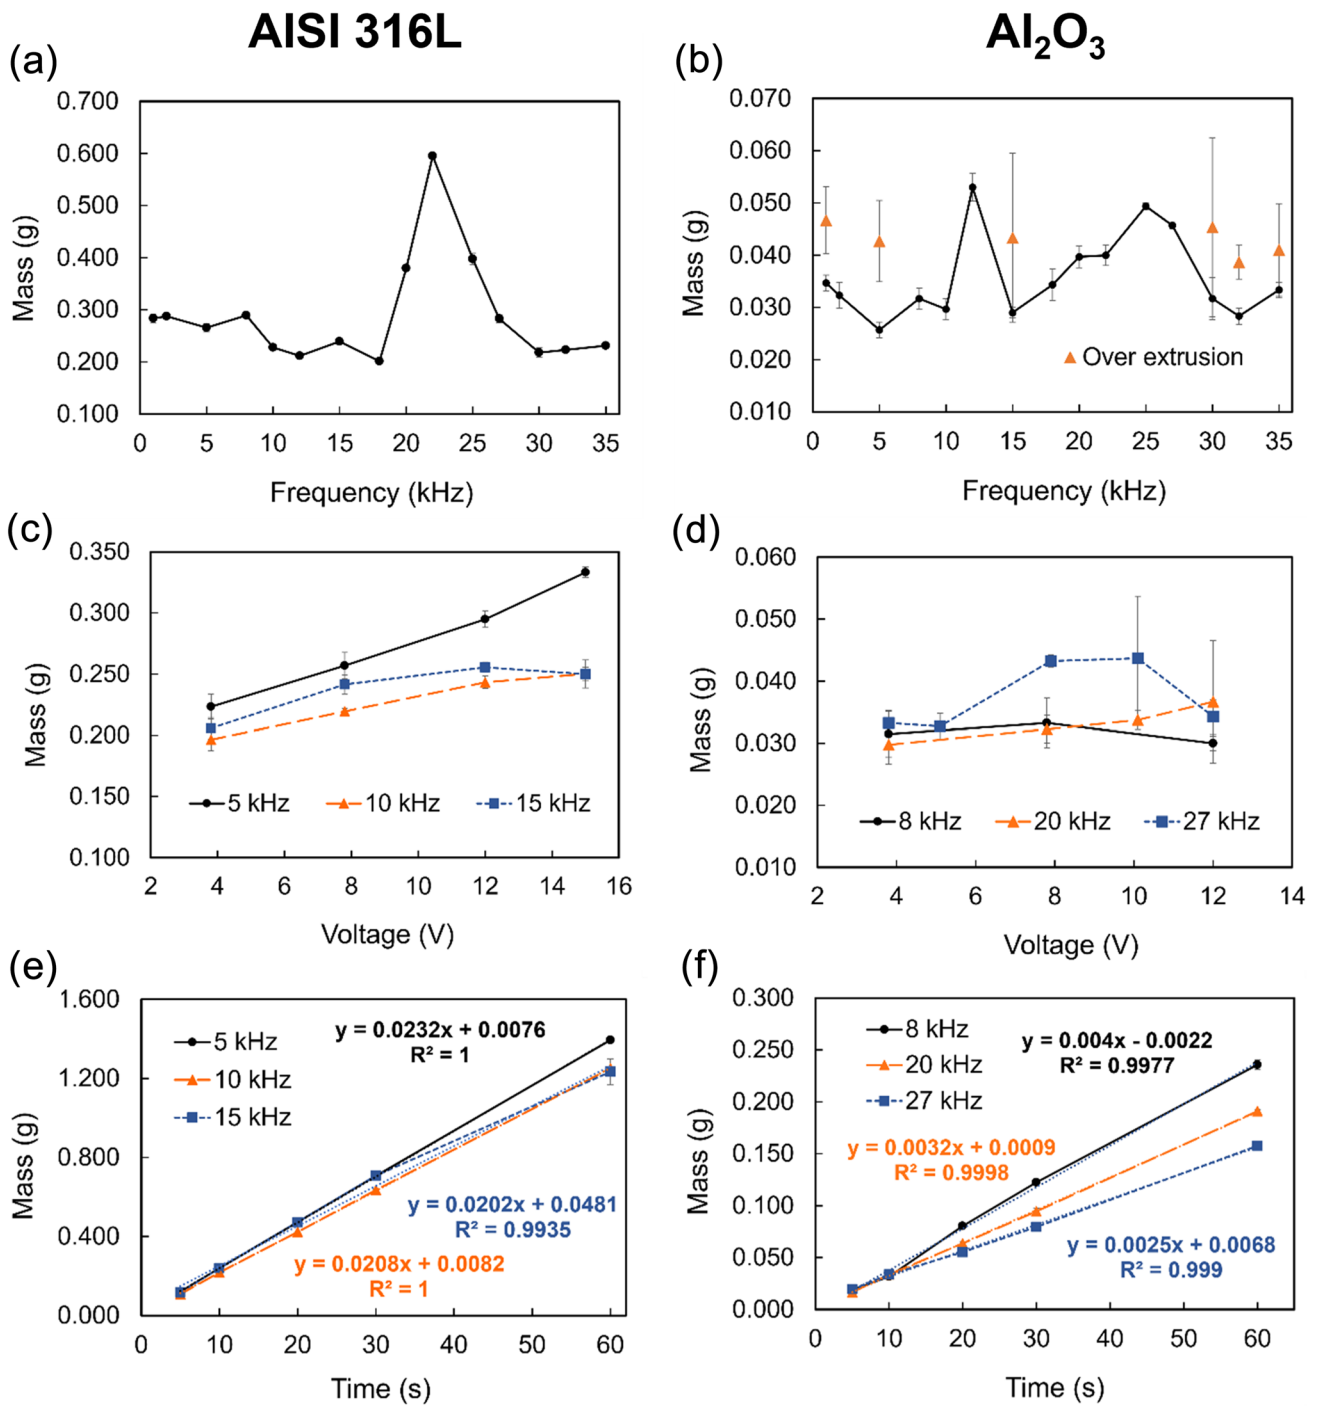 AISI 316L
Al₂O₃
(a)
0.700
0.600
0.500
0.400
0.300
0.200
0.100
Mass (g)
0 5 10 15 20 25 30 35
Frequency (kHz)
(b)
0.070
0.060
0.050
0.040
0.030
0.020
0.010
Mass (g)
Over extrusion
0 5 10 15 20 25 30 35
Frequency (kHz)
(c)
0.350
0.300
0.250
0.200
0.150
0.100
Mass (g)
5 kHz 10 kHz 15 kHz
2 4 6 8 10 12 14 16
Voltage (V)
(d)
0.060
0.050
0.040
0.030
0.020
0.010
Mass (g)
8 kHz 20 kHz 27 kHz
2 4 6 8 10 12 14
Voltage (V)
(e)
1.600
1.200
0.800
0.400
0.000
Mass (g)
5 kHz
10 kHz
15 kHz
y = 0.0232x + 0.0076
R² = 1
y = 0.0202x + 0.0481
R² = 0.9935
y = 0.0208x + 0.0082
R² = 1
0 10 20 30 40 50 60
Time (s)
(f)
0.300
0.250
0.200
0.150
0.100
0.050
0.000
Mass (g)
8 kHz
20 kHz
27 kHz
y = 0.004x - 0.0022
R² = 0.9977
y = 0.0032x + 0.0009
R² = 0.9998
y = 0.0025x + 0.0068
R² = 0.999
0 10 20 30 40 50 60
Time (s)